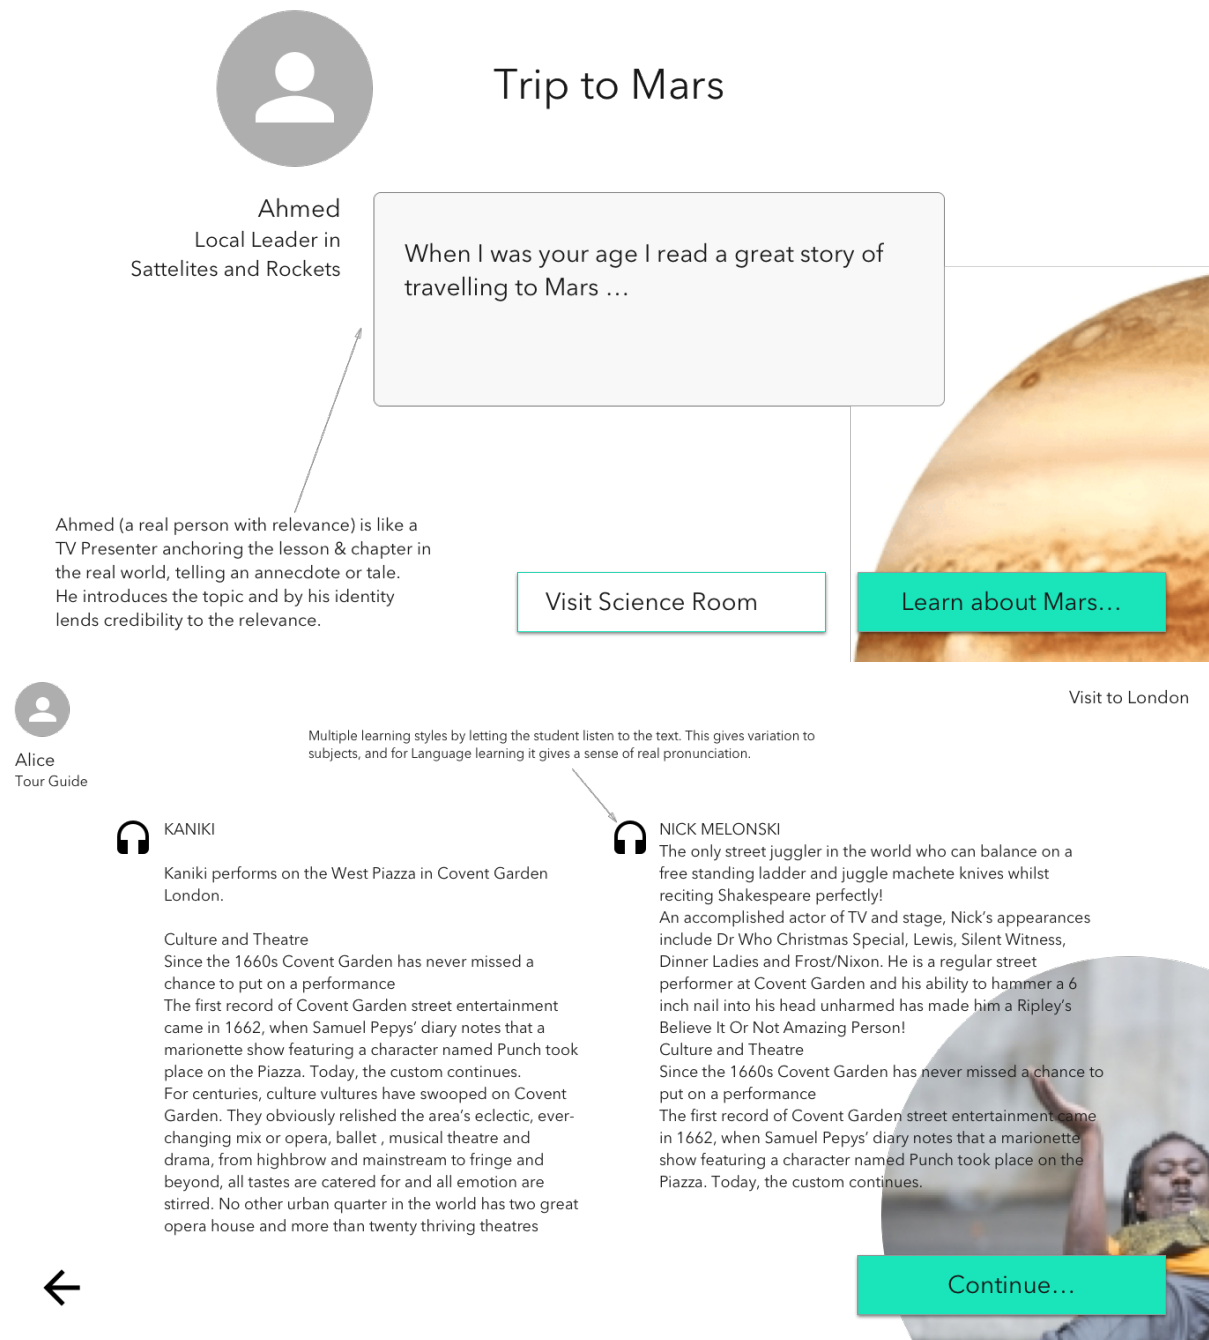 Trip to Mars
Ahmed
Local Leader in
Sattelites and Rockets
When I was your age I read a great story of
travelling to Mars …
Ahmed (a real person with relevance) is like a
TV Presenter anchoring the lesson & chapter in
the real world, telling an annecdote or tale.
He introduces the topic and by his identity
lends credibility to the relevance.
Visit Science Room
Learn about Mars…
Visit to London
Alice
Tour Guide
Multiple learning styles by letting the student listen to the text. This gives variation to
subjects, and for Language learning it gives a sense of real pronunciation.
KANIKI
Kaniki performs on the West Piazza in Covent Garden
London.
Culture and Theatre
Since the 1660s Covent Garden has never missed a
chance to put on a performance
The first record of Covent Garden street entertainment
came in 1662, when Samuel Pepys’ diary notes that a
marionette show featuring a character named Punch took
place on the Piazza. Today, the custom continues.
For centuries, culture vultures have swooped on Covent
Garden. They obviously relished the area’s eclectic, ever-
changing mix or opera, ballet , musical theatre and
drama, from highbrow and mainstream to fringe and
beyond, all tastes are catered for and all emotion are
stirred. No other urban quarter in the world has two great
opera house and more than twenty thriving theatres
NICK MELONSKI
The only street juggler in the world who can balance on a
free standing ladder and juggle machete knives whilst
reciting Shakespeare perfectly!
An accomplished actor of TV and stage, Nick’s appearances
include Dr Who Christmas Special, Lewis, Silent Witness,
Dinner Ladies and Frost/Nixon. He is a regular street
performer at Covent Garden and his ability to hammer a 6
inch nail into his head unharmed has made him a Ripley’s
Believe It Or Not Amazing Person!
Culture and Theatre
Since the 1660s Covent Garden has never missed a chance to
put on a performance
The first record of Covent Garden street entertainment came
in 1662, when Samuel Pepys’ diary notes that a marionette
show featuring a character named Punch took place on the
Piazza. Today, the custom continues.
Continue…